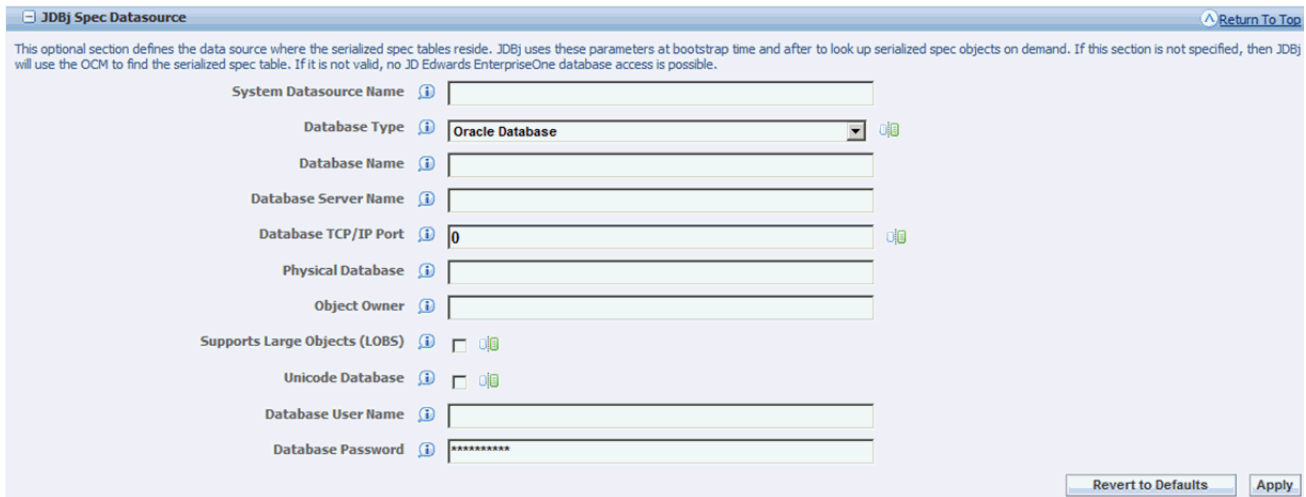 JDBj Spec Datasource
Return To Top
This optional section defines the data source where the serialized spec tables reside. JDBj uses these parameters at bootstrap time and after to look up serialized spec objects on demand. If this section is not specified, then JDBj
will use the OCM to find the serialized spec table. If it is not valid, no JD Edwards EnterpriseOne database access is possible.
System Datasource Name
Database Type Oracle Database
Database Name
Database Server Name
Database TCP/IP Port 0
Physical Database
Object Owner
Supports Large Objects (LOBS)
Unicode Database
Database User Name
Database Password **********
Revert to Defaults Apply